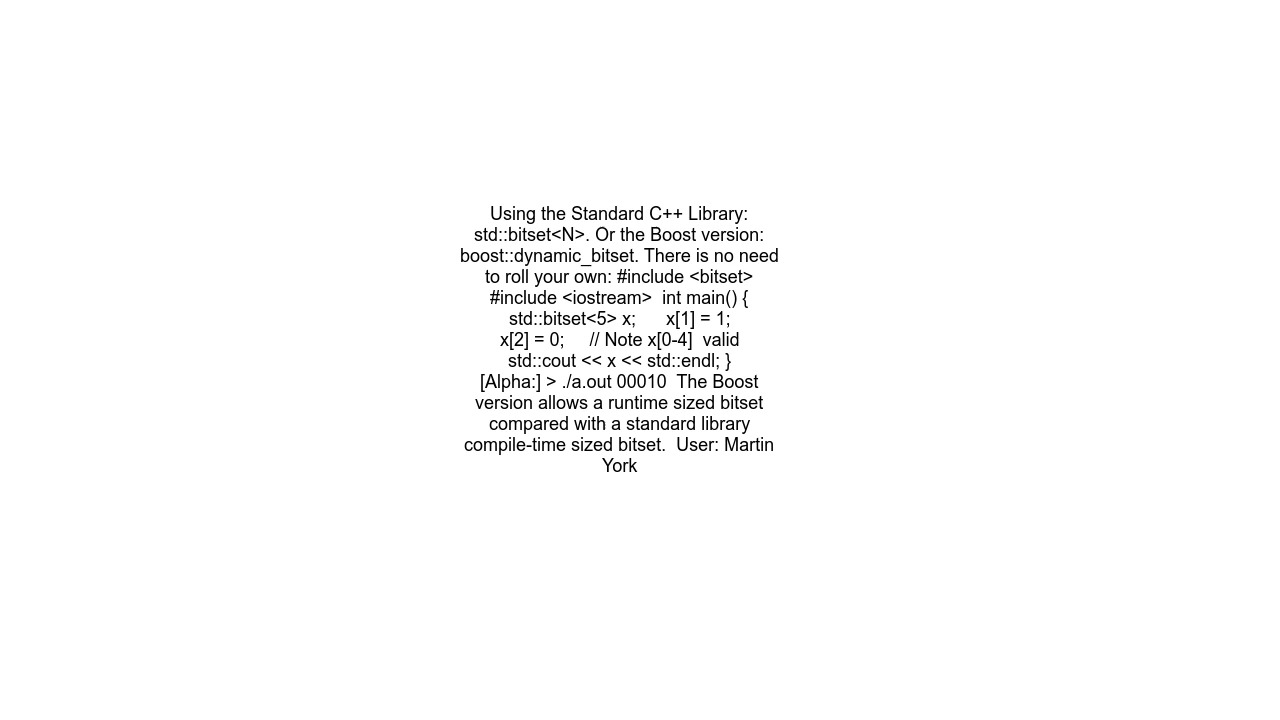 Using the Standard C++ Library:
std::bitset<N>. Or the Boost version:
boost::dynamic_bitset. There is no need
to roll your own: #include <bitset>
#include <iostream>  int main() {
std::bitset<5> x;      x[1] = 1;
x[2] = 0;     // Note x[0-4]  valid
std::cout << x << std::endl; }
[Alpha:] > ./a.out 00010  The Boost
version allows a runtime sized bitset
compared with a standard library
compile-time sized bitset.  User: Martin
York